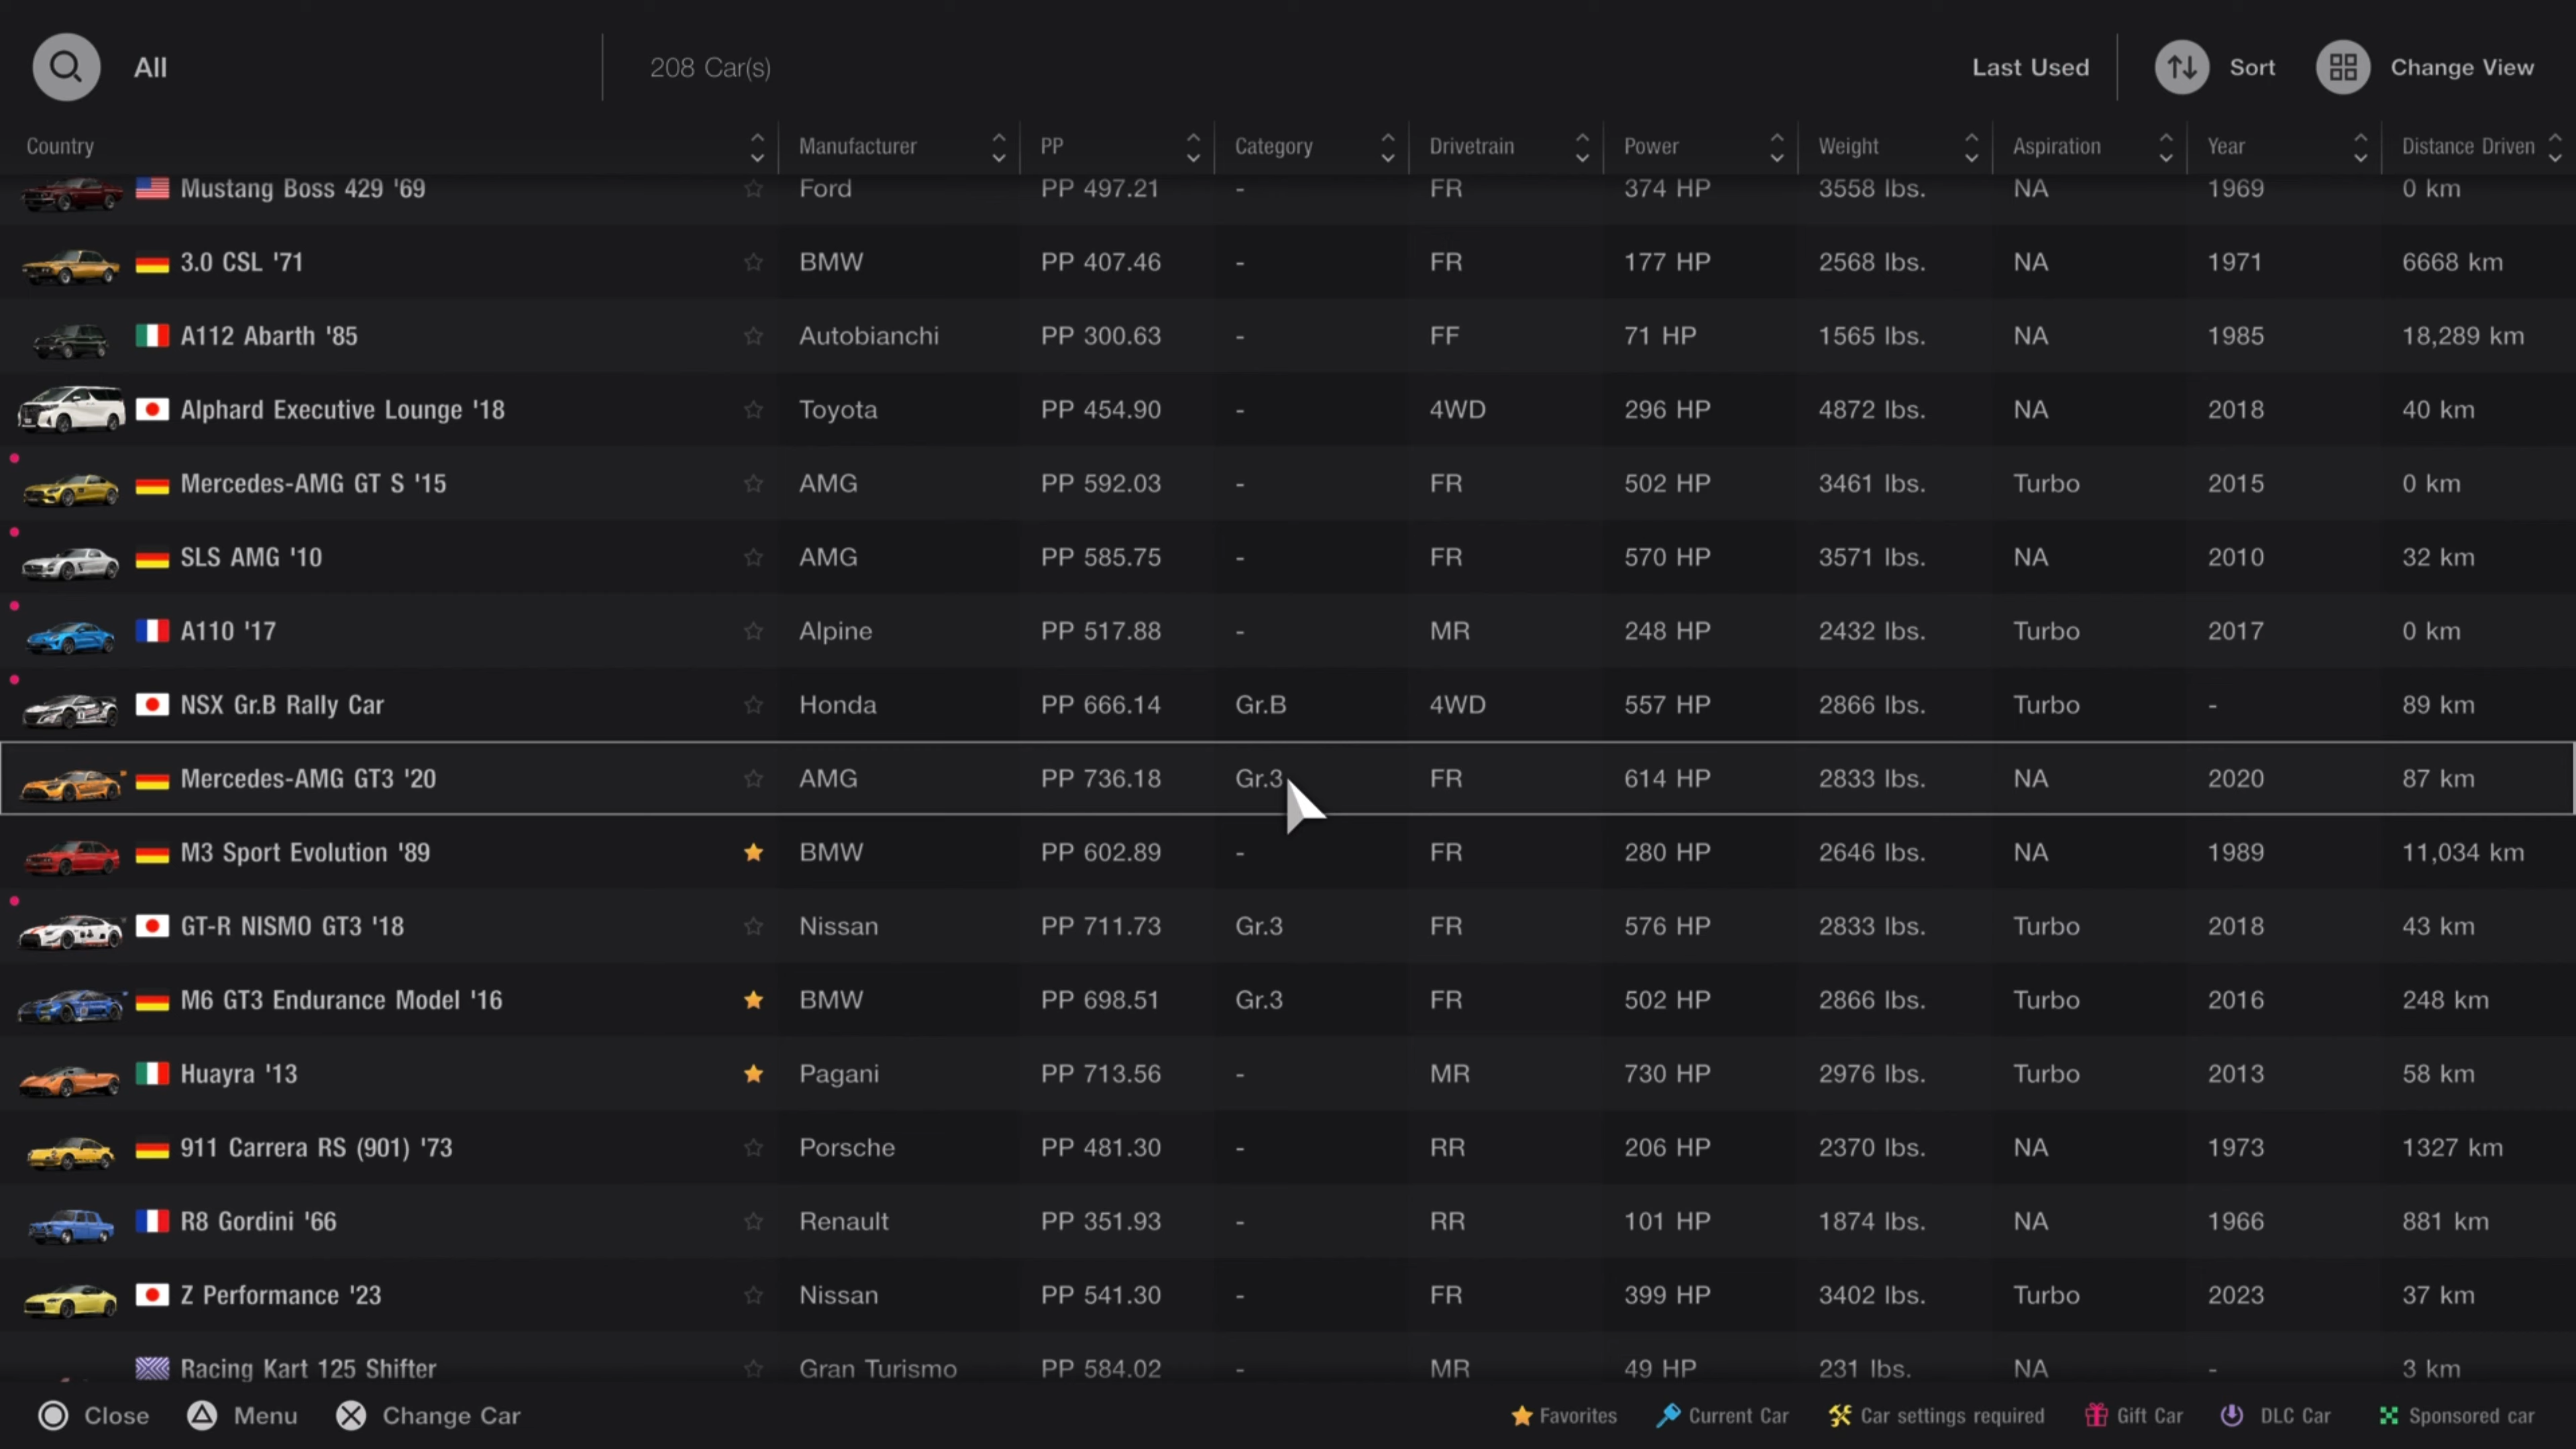 All 208 Car(s) Last Used Sort Change View
Country Manufacturer PP Category Drivetrain Power Weight Aspiration Year Distance Driven
Mustang Boss 429 '69 Ford PP 497.21 - FR 374 HP 3558 lbs. NA 1969 0 km
3.0 CSL '71 BMW PP 407.46 - FR 177 HP 2568 lbs. NA 1971 6668 km
A112 Abarth '85 Autobianchi PP 300.63 - FF 71 HP 1565 lbs. NA 1985 18,289 km
Alphard Executive Lounge '18 Toyota PP 454.90 - 4WD 296 HP 4872 lbs. NA 2018 40 km
Mercedes-AMG GT S '15 AMG PP 592.03 - FR 502 HP 3461 lbs. Turbo 2015 0 km
SLS AMG '10 AMG PP 585.75 - FR 570 HP 3571 lbs. NA 2010 32 km
A110 '17 Alpine PP 517.88 - MR 248 HP 2432 lbs. Turbo 2017 0 km
NSX Gr.B Rally Car Honda PP 666.14 Gr.B 4WD 557 HP 2866 lbs. Turbo - 89 km
Mercedes-AMG GT3 '20 AMG PP 736.18 Gr.3 FR 614 HP 2833 lbs. NA 2020 87 km
M3 Sport Evolution '89 BMW PP 602.89 - FR 280 HP 2646 lbs. NA 1989 11,034 km
GT-R NISMO GT3 '18 Nissan PP 711.73 Gr.3 FR 576 HP 2833 lbs. Turbo 2018 43 km
M6 GT3 Endurance Model '16 BMW PP 698.51 Gr.3 FR 502 HP 2866 lbs. Turbo 2016 248 km
Huayra '13 Pagani PP 713.56 - MR 730 HP 2976 lbs. Turbo 2013 58 km
911 Carrera RS (901) '73 Porsche PP 481.30 - RR 206 HP 2370 lbs. NA 1973 1327 km
R8 Gordini '66 Renault PP 351.93 - RR 101 HP 1874 lbs. NA 1966 881 km
Z Performance '23 Nissan PP 541.30 - FR 399 HP 3402 lbs. Turbo 2023 37 km
Racing Kart 125 Shifter Gran Turismo PP 584.02 - MR 49 HP 231 lbs. NA - 3 km
Close Menu Change Car Favorites Current Car Car settings required Gift Car DLC Car Sponsored car